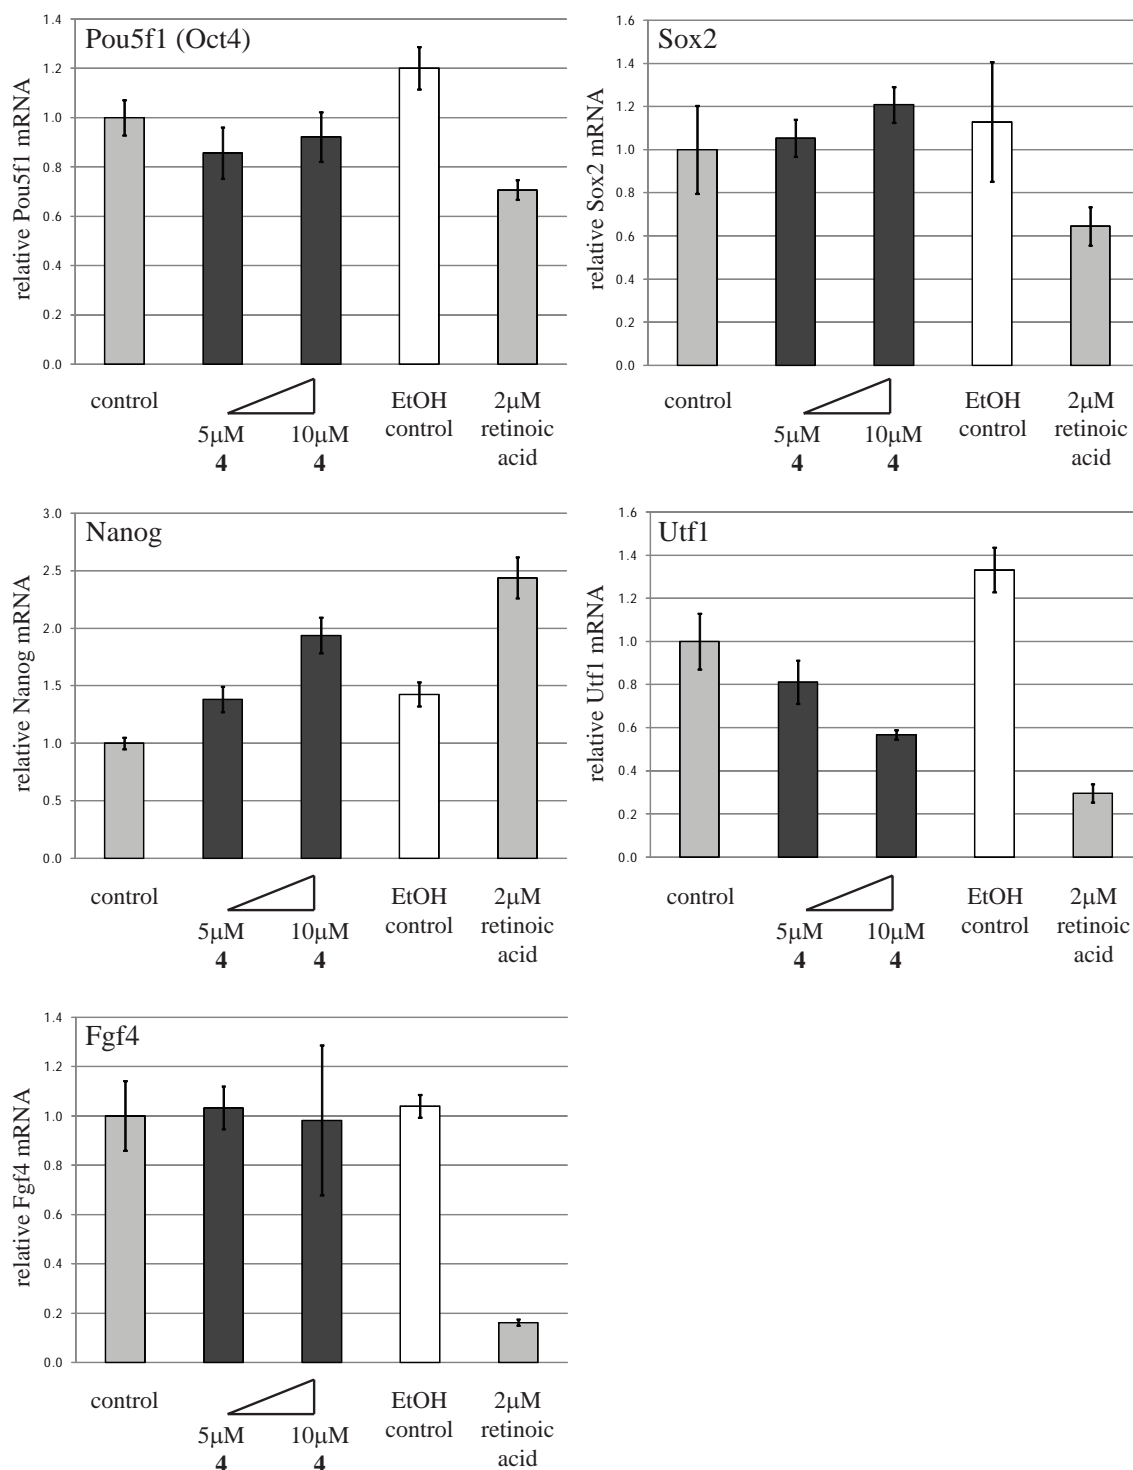 Pou5f1 (Oct4)
relative Pou5f1 mRNA
1.4
1.2
1.0
0.8
0.6
0.4
0.2
0.0
control
5μM
4
10μM
4
EtOH
control
2μM
retinoic
acid
Sox2
relative Sox2 mRNA
1.6
1.4
1.2
1.0
0.8
0.6
0.4
0.2
0.0
control
5μM
4
10μM
4
EtOH
control
2μM
retinoic
acid
Nanog
relative Nanog mRNA
3.0
2.5
2.0
1.5
1.0
0.5
0.0
control
5μM
4
10μM
4
EtOH
control
2μM
retinoic
acid
Utf1
relative Utf1 mRNA
1.6
1.4
1.2
1.0
0.8
0.6
0.4
0.2
0.0
control
5μM
4
10μM
4
EtOH
control
2μM
retinoic
acid
Fgf4
relative Fgf4 mRNA
1.4
1.2
1.0
0.8
0.6
0.4
0.2
0.0
control
5μM
4
10μM
4
EtOH
control
2μM
retinoic
acid